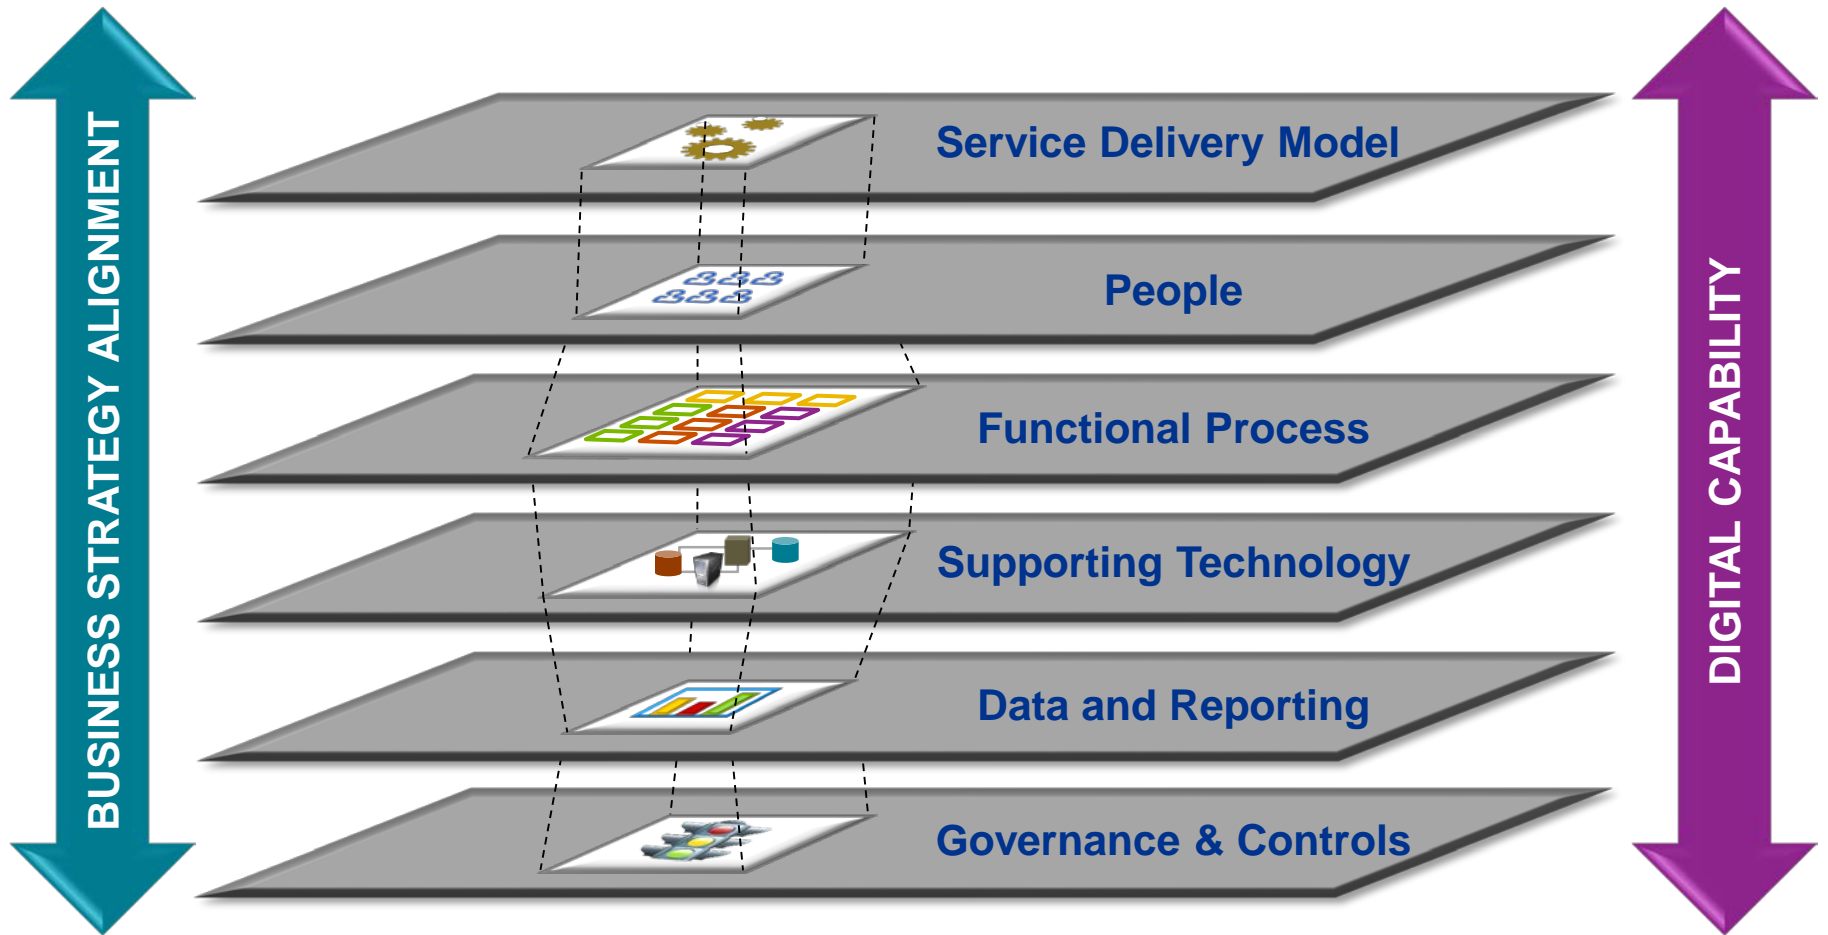 BUSINESS STRATEGY ALIGNMENT
Service Delivery Model
People
Functional Process
Supporting Technology
Data and Reporting
Governance & Controls
DIGITAL CAPABILITY